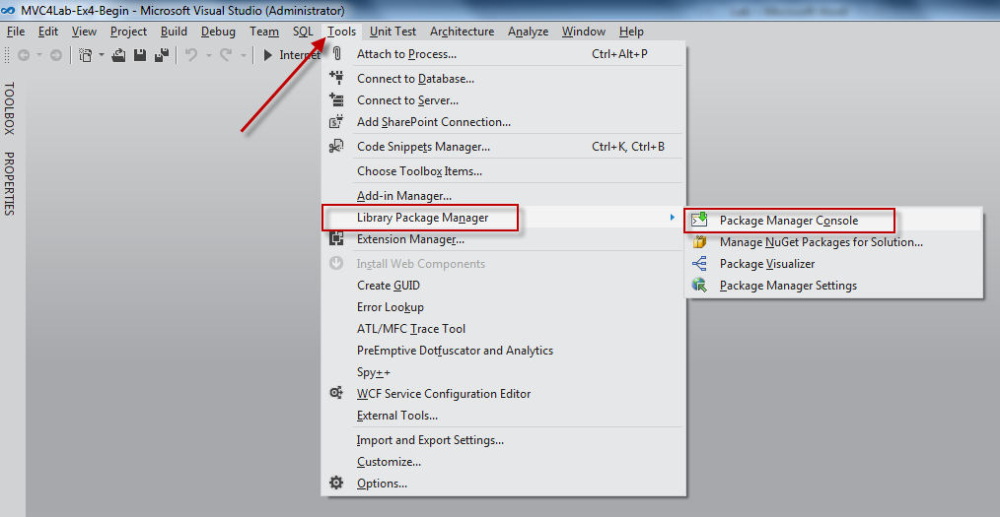 MVC4Lab-Ex4-Begin - Microsoft Visual Studio (Administrator)
File Edit View Project Build Debug Team SQL Tools Unit Test Architecture Analyze Window Help
Internet
TOOLBOX
PROPERTIES
Attach to Process... Ctrl+Alt+P
Connect to Database...
Connect to Server...
Add SharePoint Connection...
Code Snippets Manager... Ctrl+K, Ctrl+B
Choose Toolbox Items...
Add-in Manager...
Library Package Manager
Package Manager Console
Extension Manager...
Manage NuGet Packages for Solution...
Install Web Components
Package Visualizer
Create GUID
Package Manager Settings
Error Lookup
ATL/MFC Trace Tool
PreEmptive Dotfuscator and Analytics
Spy++
WCF Service Configuration Editor
External Tools...
Import and Export Settings...
Customize...
Options...